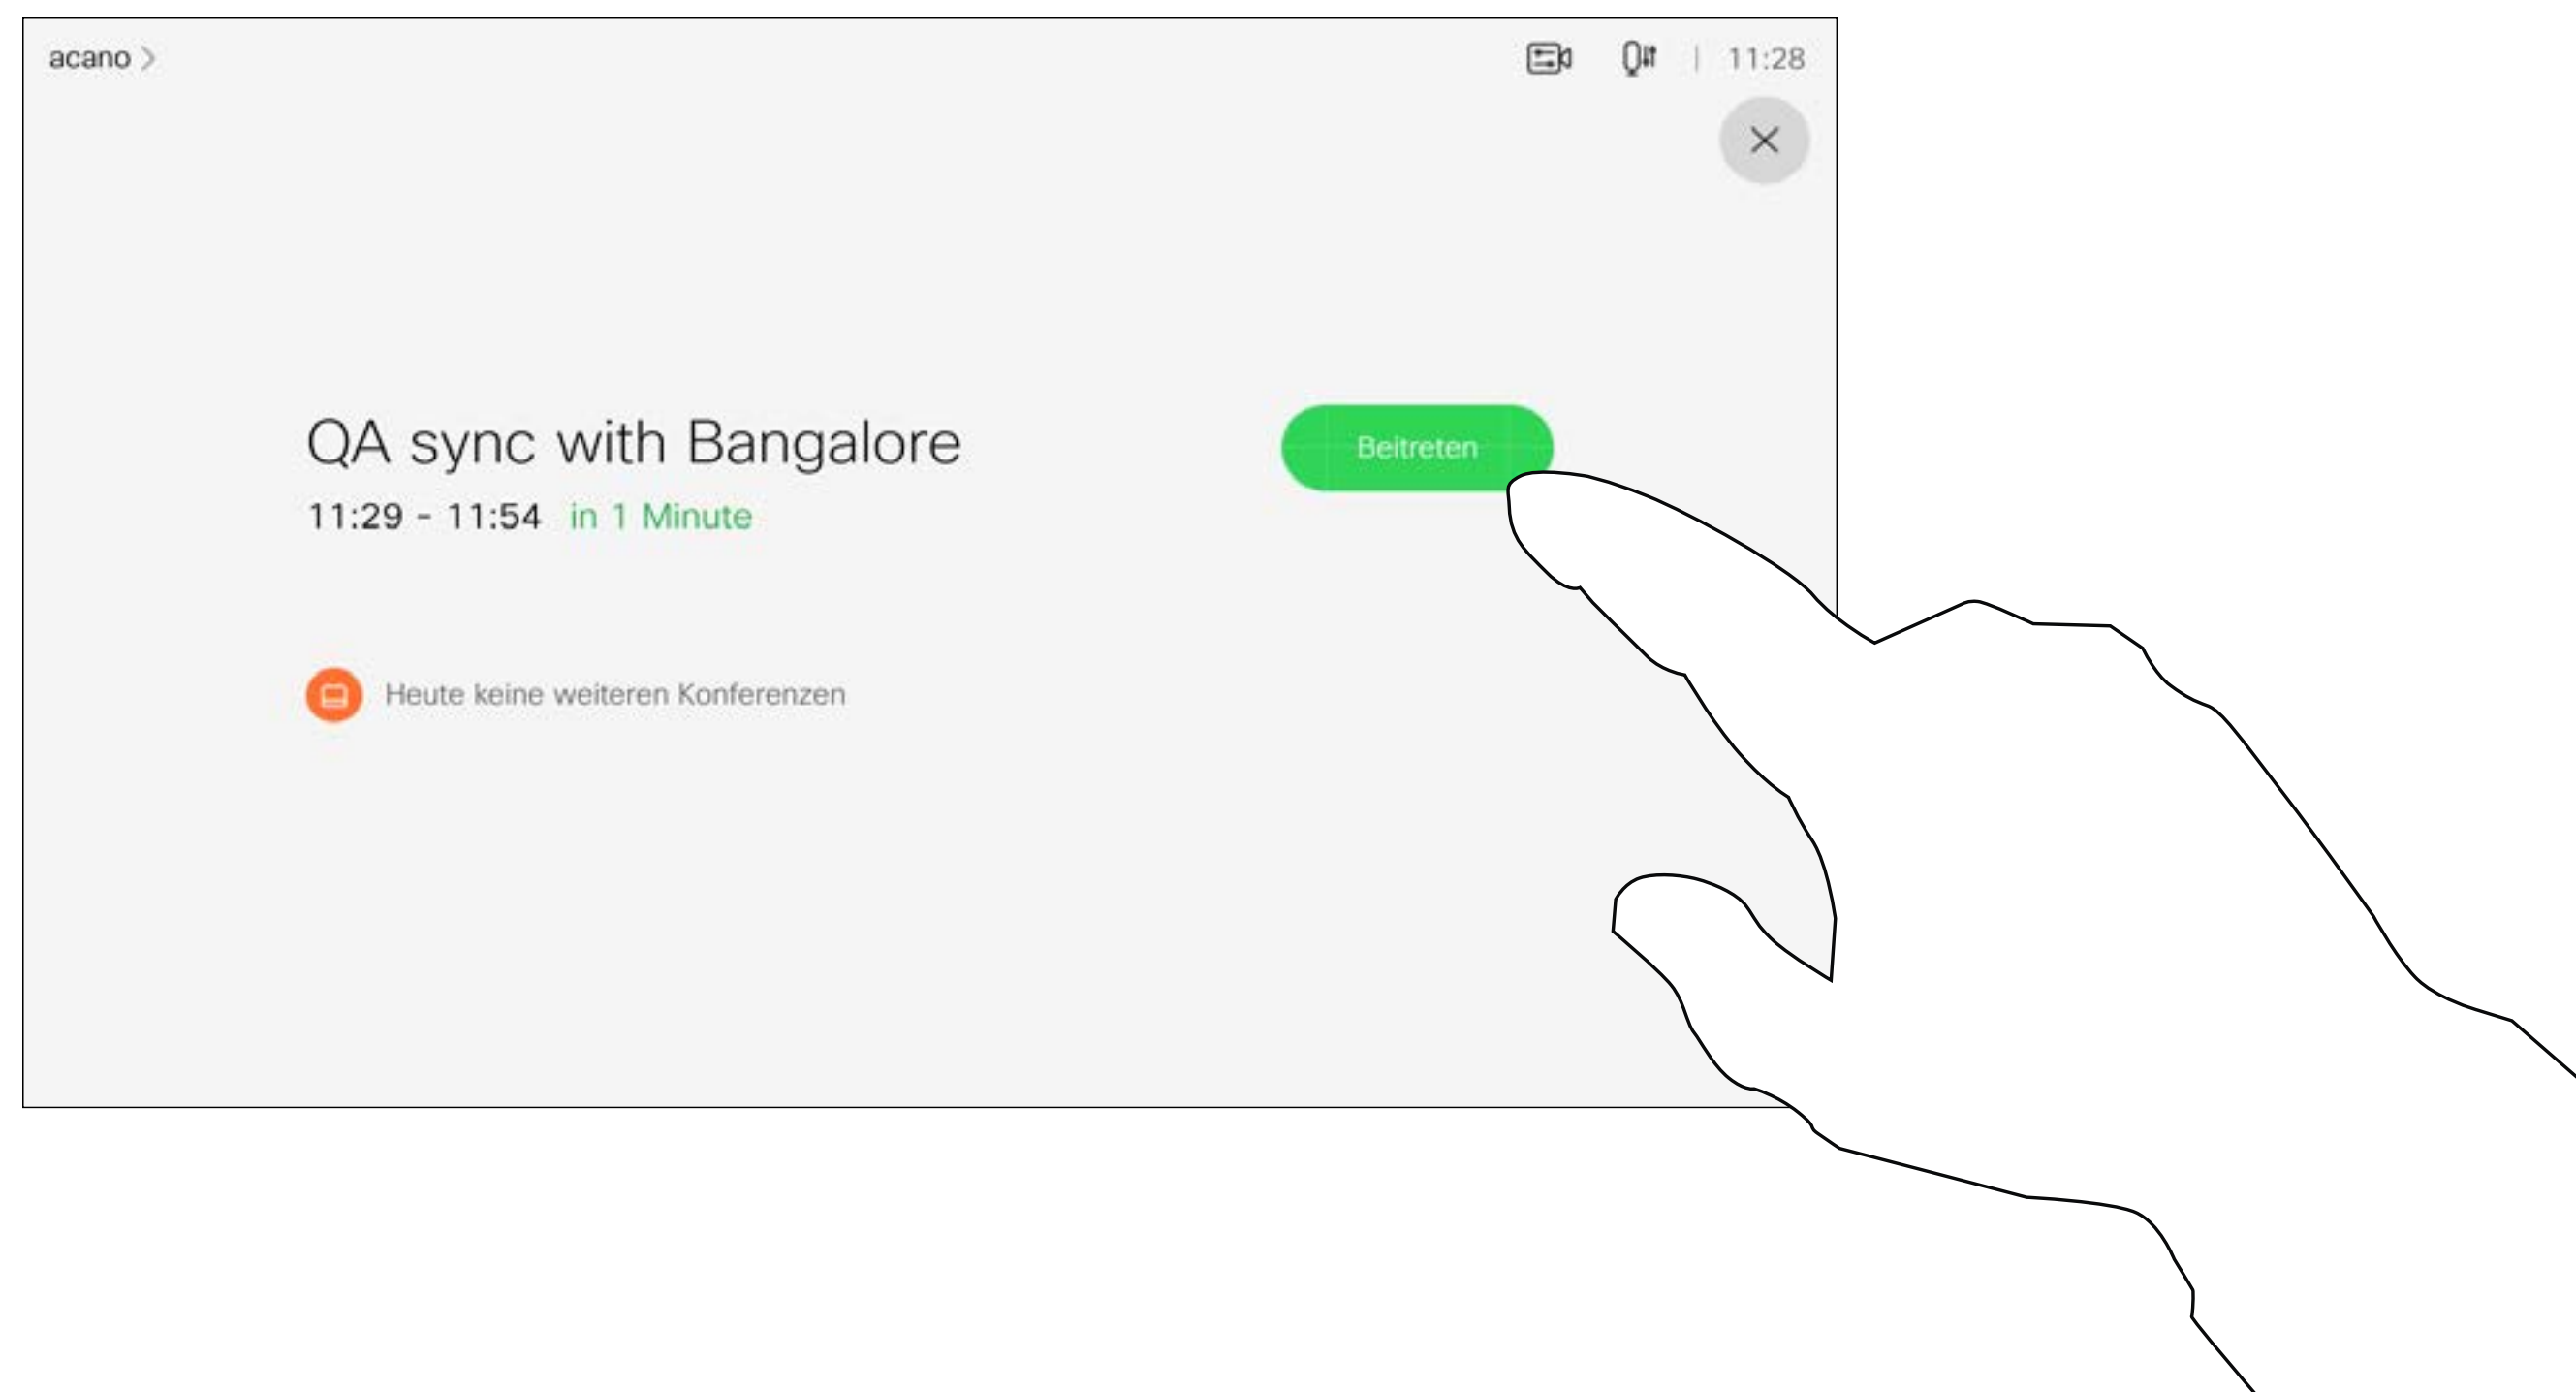 acano
11:28
QA sync with Bangalore
Beitreten
11:29 - 11:54 in 1 Minute
Heute keine weiteren Konferenzen